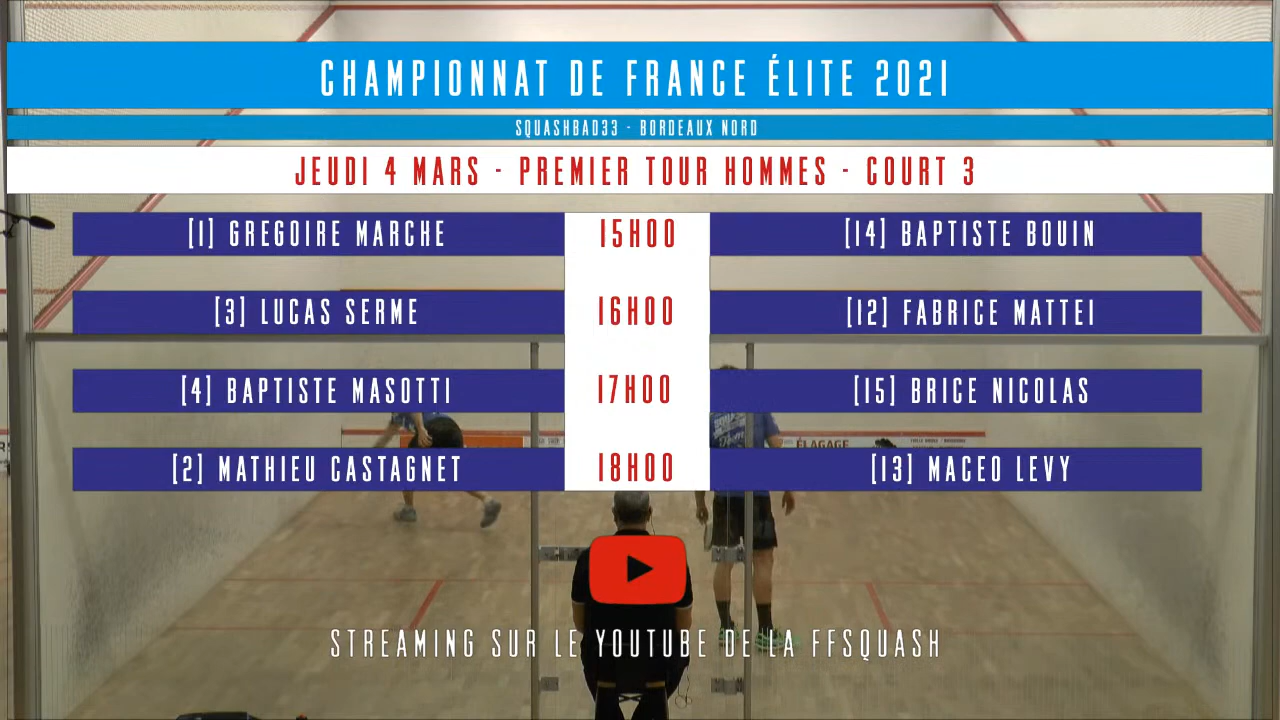 CHAMPIONNAT DE FRANCE ÉLITE 2021
SQUASHBAD33 - BORDEAUX NORD
JEUDI 4 MARS - PREMIER TOUR HOMMES - COURT 3
[1] GREGOIRE MARCHE 15H00 [14] BAPTISTE BOUIN
[3] LUCAS SERME 16H00 [12] FABRICE MATTEI
[4] BAPTISTE MASOTTI 17H00 [15] BRICE NICOLAS
ÉLAGAGE
[2] MATHIEU CASTAGNET 18H00 [13] MACEO LEVY
STREAMING SUR LE YOUTUBE DE LA FFSQUASH